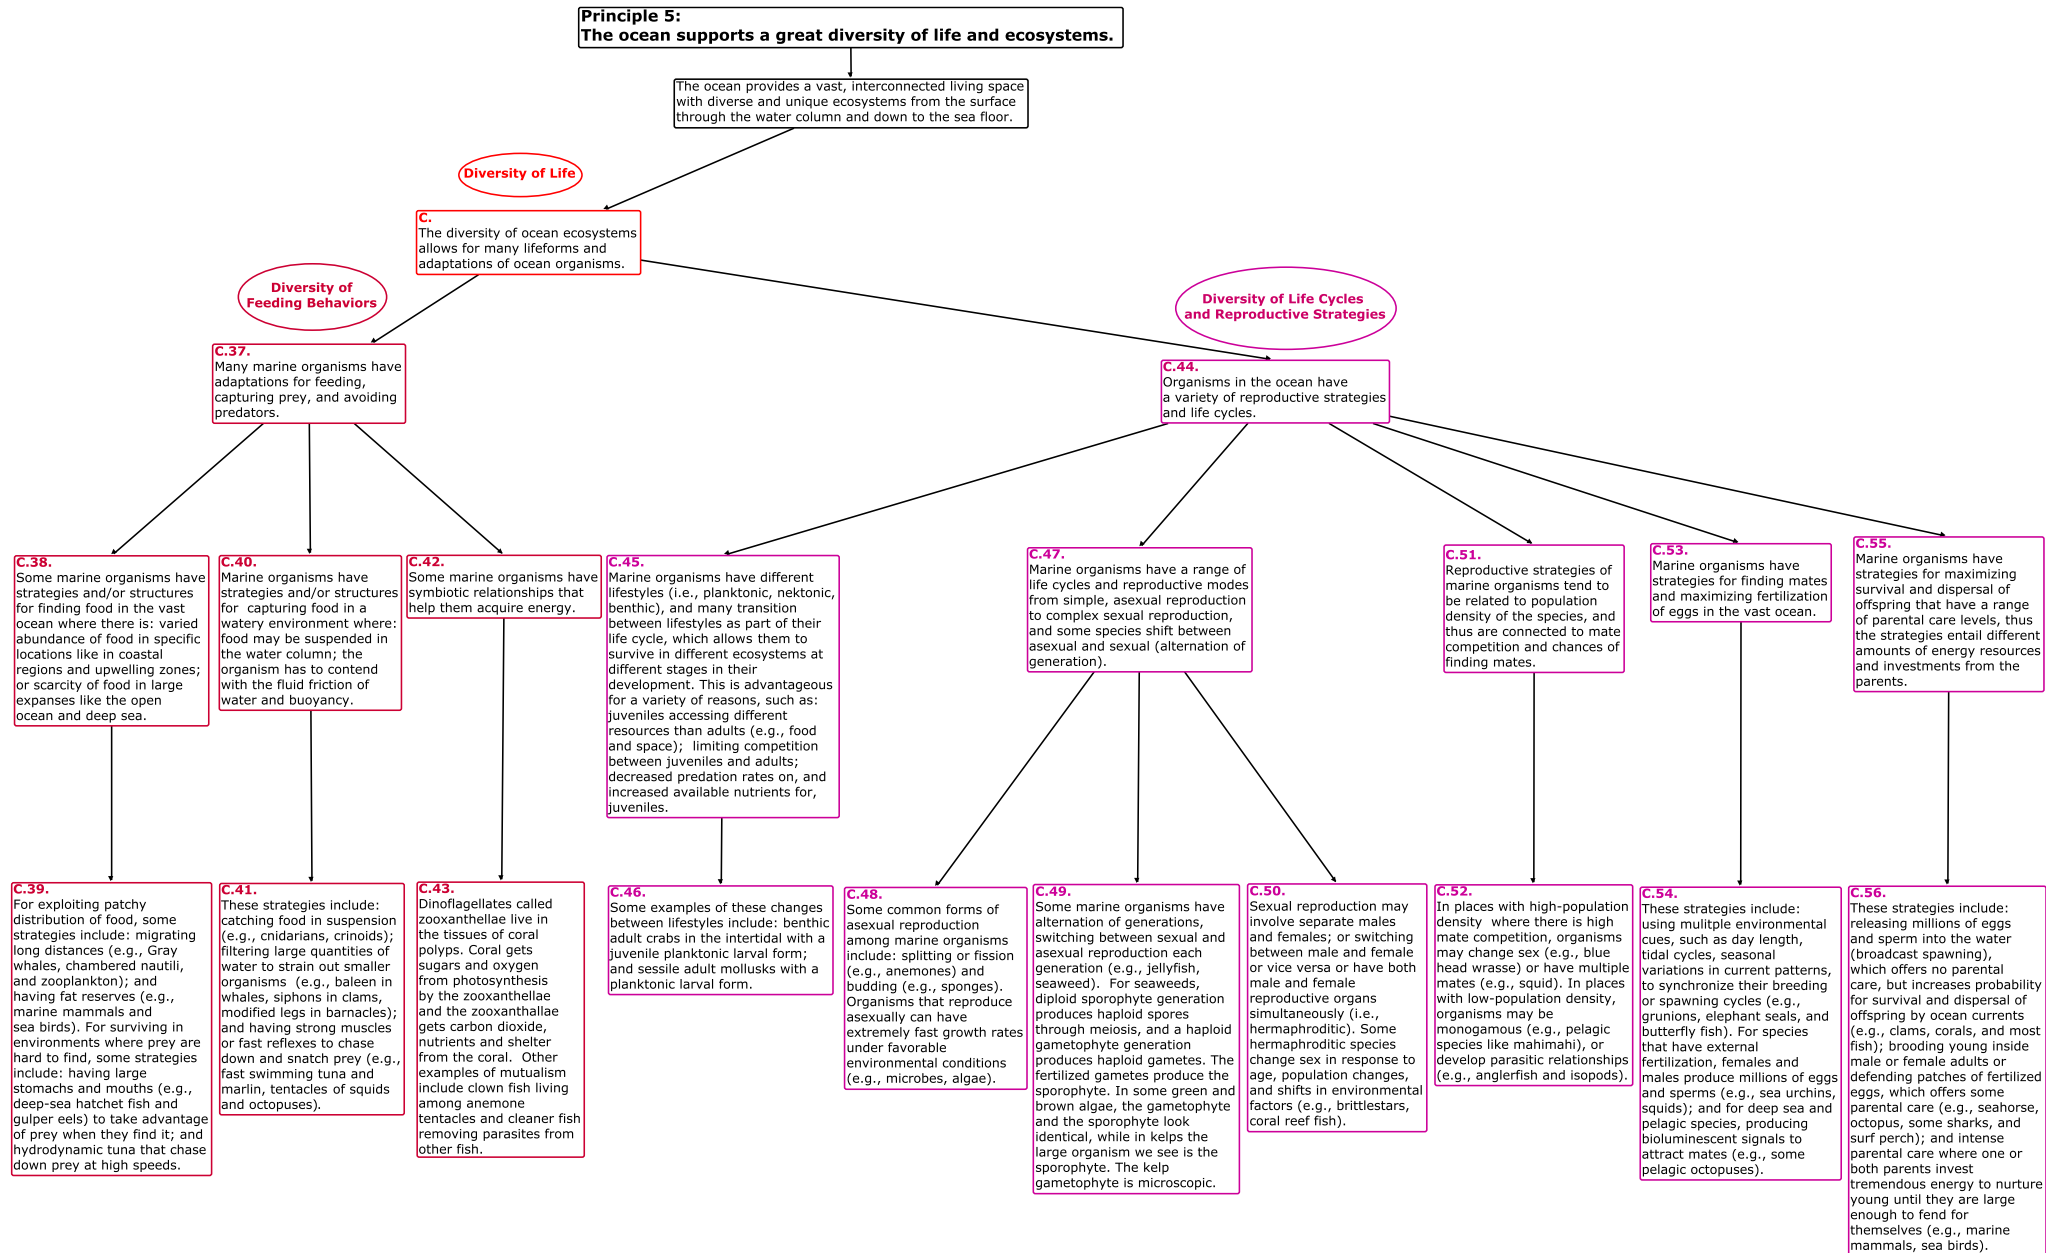 Principle 5:
The ocean supports a great diversity of life and ecosystems.
The ocean provides a vast, interconnected living space
with diverse and unique ecosystems from the surface
through the water column and down to the sea floor.
Diversity of Life
C.
The diversity of ocean ecosystems
allows for many lifeforms and
adaptations of ocean organisms.
Diversity of
Feeding Behaviors
Diversity of Life Cycles
and Reproductive Strategies
C.37.
Many marine organisms have
adaptations for feeding,
capturing prey, and avoiding
predators.
C.44.
Organisms in the ocean have
a variety of reproductive strategies
and life cycles.
C.38.
Some marine organisms have
strategies and/or structures
for finding food in the vast
ocean where there is: varied
abundance of food in specific
locations like in coastal
regions and upwelling zones;
or scarcity of food in large
expanses like the open
ocean and deep sea.
C.40.
Marine organisms have
strategies and/or structures
for  capturing food in a
watery environment where:
food may be suspended in
the water column; the
organism has to contend
with the fluid friction of
water and buoyancy.
C.42.
Some marine organisms have
symbiotic relationships that
help them acquire energy.
C.45.
Marine organisms have different
lifestyles (i.e., planktonic, nektonic,
benthic), and many transition
between lifestyles as part of their
life cycle, which allows them to
survive in different ecosystems at
different stages in their
development. This is advantageous
for a variety of reasons, such as:
juveniles accessing different
resources than adults (e.g., food
and space);  limiting competition
between juveniles and adults;
decreased predation rates on, and
increased available nutrients for,
juveniles.
C.47.
Marine organisms have a range of
life cycles and reproductive modes
from simple, asexual reproduction
to complex sexual reproduction,
and some species shift between
asexual and sexual (alternation of
generation).
C.51.
Reproductive strategies of
marine organisms tend to
be related to population
density of the species, and
thus are connected to mate
competition and chances of
finding mates.
C.53.
Marine organisms have
strategies for finding mates
and maximizing fertilization
of eggs in the vast ocean.
C.55.
Marine organisms have
strategies for maximizing
survival and dispersal of
offspring that have a range
of parental care levels, thus
the strategies entail different
amounts of energy resources
and investments from the
parents.
C.39.
For exploiting patchy
distribution of food, some
strategies include: migrating
long distances (e.g., Gray
whales, chambered nautili,
and zooplankton); and
having fat reserves (e.g.,
marine mammals and
sea birds). For surviving in
environments where prey are
hard to find, some strategies
include: having large
stomachs and mouths (e.g.,
deep-sea hatchet fish and
gulper eels) to take advantage
of prey when they find it; and
hydrodynamic tuna that chase
down prey at high speeds.
C.41.
These strategies include:
catching food in suspension
(e.g., cnidarians, crinoids);
filtering large quantities of
water to strain out smaller
organisms  (e.g., baleen in
whales, siphons in clams,
modified legs in barnacles);
and having strong muscles
or fast reflexes to chase
down and snatch prey (e.g.,
fast swimming tuna and
marlin, tentacles of squids
and octopuses).
C.43.
Dinoflagellates called
zooxanthellae live in
the tissues of coral
polyps. Coral gets
sugars and oxygen
from photosynthesis
by the zooxanthellae
and the zooxanthallae
gets carbon dioxide,
nutrients and shelter
from the coral.  Other
examples of mutualism
include clown fish living
among anemone
tentacles and cleaner fish
removing parasites from
other fish.
C.46.
Some examples of these changes
between lifestyles include: benthic
adult crabs in the intertidal with a
juvenile planktonic larval form;
and sessile adult mollusks with a
planktonic larval form.
C.48.
Some common forms of
asexual reproduction
among marine organisms
include: splitting or fission
(e.g., anemones) and
budding (e.g., sponges).
Organisms that reproduce
asexually can have
extremely fast growth rates
under favorable
environmental conditions
(e.g., microbes, algae).
C.49.
Some marine organisms have
alternation of generations,
switching between sexual and
asexual reproduction each
generation (e.g., jellyfish,
seaweed).  For seaweeds,
diploid sporophyte generation
produces haploid spores
through meiosis, and a haploid
gametophyte generation
produces haploid gametes. The
fertilized gametes produce the
sporophyte. In some green and
brown algae, the gametophyte
and the sporophyte look
identical, while in kelps the
large organism we see is the
sporophyte. The kelp
gametophyte is microscopic.
C.50.
Sexual reproduction may
involve separate males
and females; or switching
between male and female
or vice versa or have both
male and female
reproductive organs
simultaneously (i.e.,
hermaphroditic). Some
hermaphroditic species
change sex in response to
age, population changes,
and shifts in environmental
factors (e.g., brittlestars,
coral reef fish).
C.52.
In places with high-population
density  where there is high
mate competition, organisms
may change sex (e.g., blue
head wrasse) or have multiple
mates (e.g., squid). In places
with low-population density,
organisms may be
monogamous (e.g., pelagic
species like mahimahi), or
develop parasitic relationships
(e.g., anglerfish and isopods).
C.54.
These strategies include:
using mulitple environmental
cues, such as day length,
tidal cycles, seasonal
variations in current patterns,
to synchronize their breeding
or spawning cycles (e.g.,
grunions, elephant seals, and
butterfly fish). For species
that have external
fertilization, females and
males produce millions of eggs
and sperms (e.g., sea urchins,
squids); and for deep sea and
pelagic species, producing
bioluminescent signals to
attract mates (e.g., some
pelagic octopuses).
C.56.
These strategies include:
releasing millions of eggs
and sperm into the water
(broadcast spawning),
which offers no parental
care, but increases probability
for survival and dispersal of
offspring by ocean currents
(e.g., clams, corals, and most
fish); brooding young inside
male or female adults or
defending patches of fertilized
eggs, which offers some
parental care (e.g., seahorse,
octopus, some sharks, and
surf perch); and intense
parental care where one or
both parents invest
tremendous energy to nurture
young until they are large
enough to fend for
themselves (e.g., marine
mammals, sea birds).